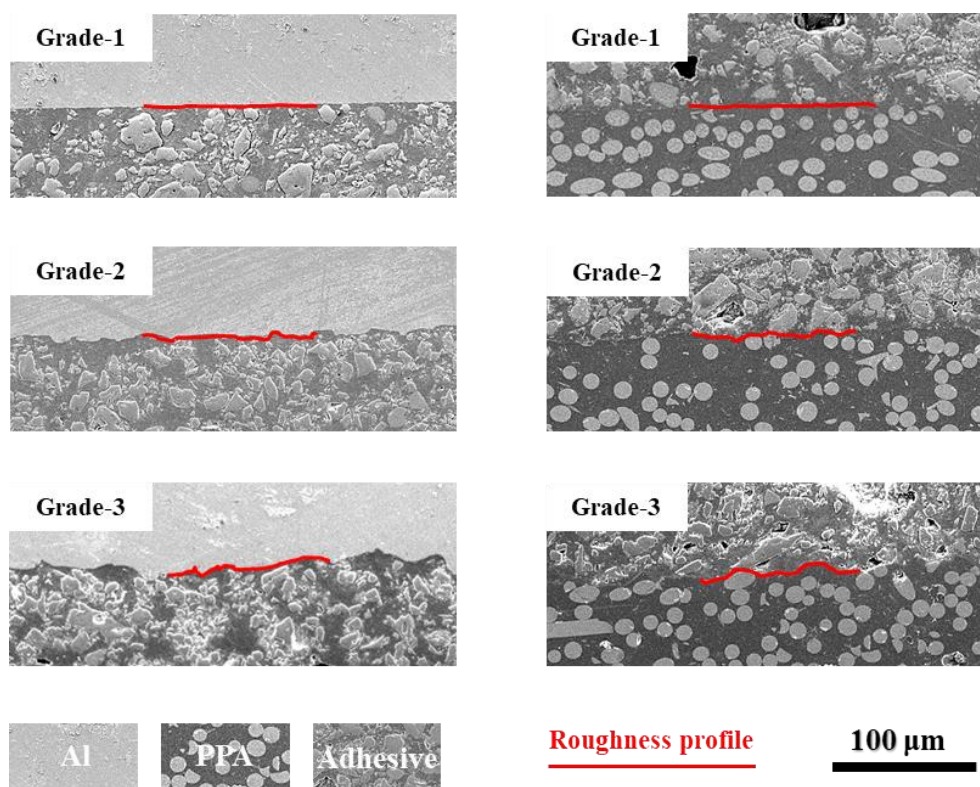 Grade-1
Grade-1
Grade-2
Grade-2
Grade-3
Grade-3
Al
PPA
Adhesive
Roughness profile
100 μm